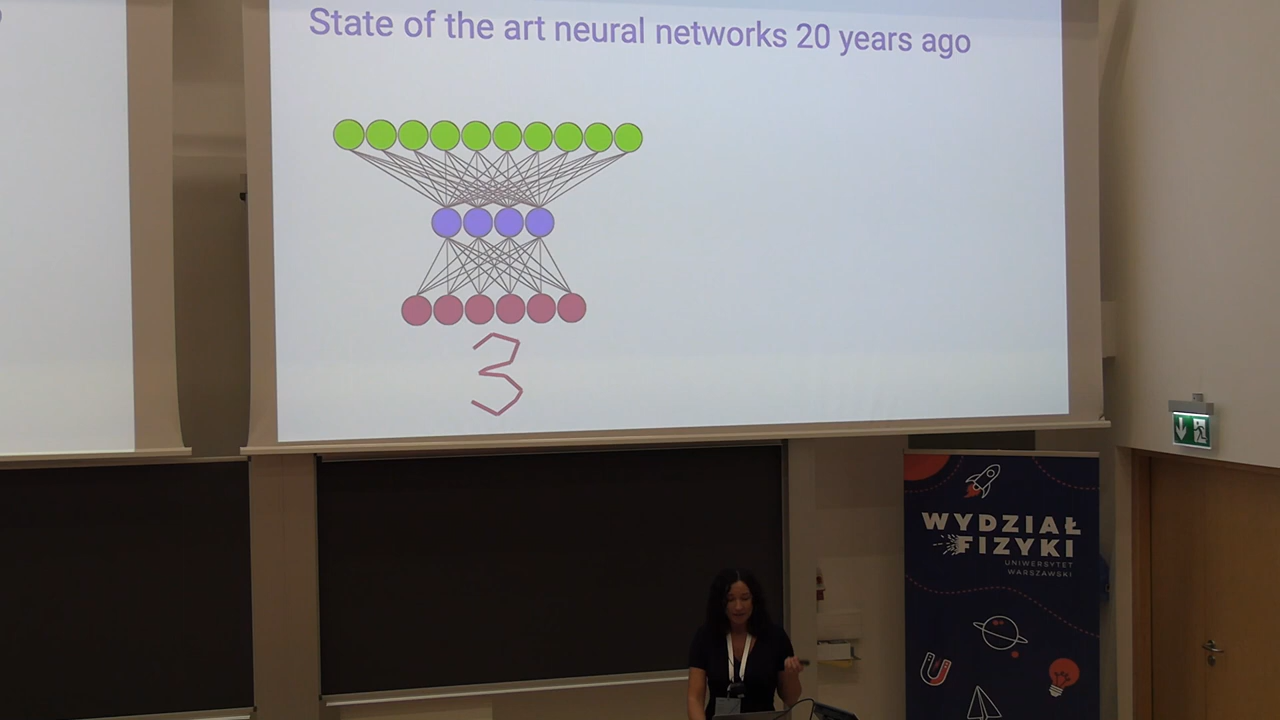 State of the art neural networks 20 years ago
3
WYDZIAŁ
FIZYKI
UNIWERSYTET
WARSZAWSKI